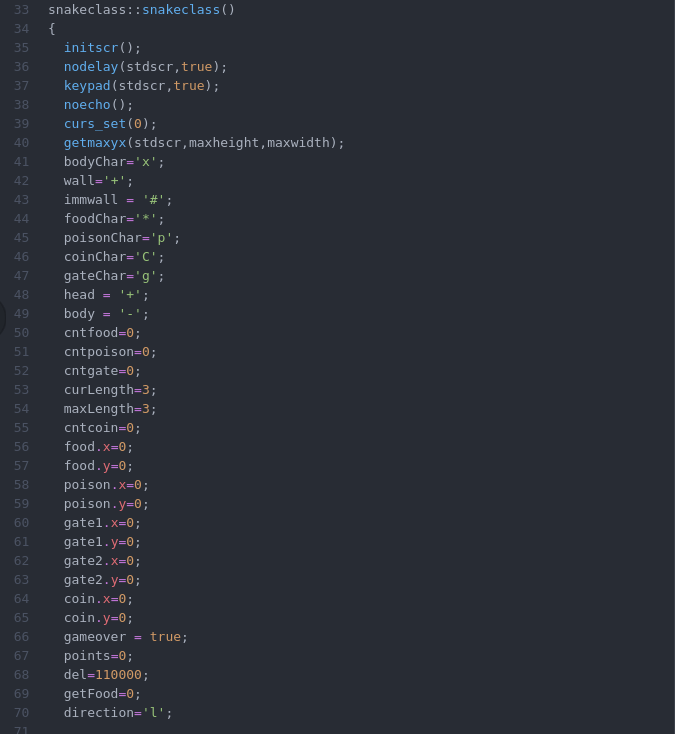 33 snakeclass::snakeclass()
34 {
35   initscr();
36   nodelay(stdscr,true);
37   keypad(stdscr,true);
38   noecho();
39   curs_set(0);
40   getmaxyx(stdscr,maxheight,maxwidth);
41   bodyChar='x';
42   wall='+';
43   immwall = '#';
44   foodChar='*';
45   poisonChar='p';
46   coinChar='C';
47   gateChar='g';
48   head = '+';
49   body = '-';
50   cntfood=0;
51   cntpoison=0;
52   cntgate=0;
53   curLength=3;
54   maxLength=3;
55   cntcoin=0;
56   food.x=0;
57   food.y=0;
58   poison.x=0;
59   poison.y=0;
60   gate1.x=0;
61   gate1.y=0;
62   gate2.x=0;
63   gate2.y=0;
64   coin.x=0;
65   coin.y=0;
66   gameover = true;
67   points=0;
68   del=110000;
69   getFood=0;
70   direction='l';
71